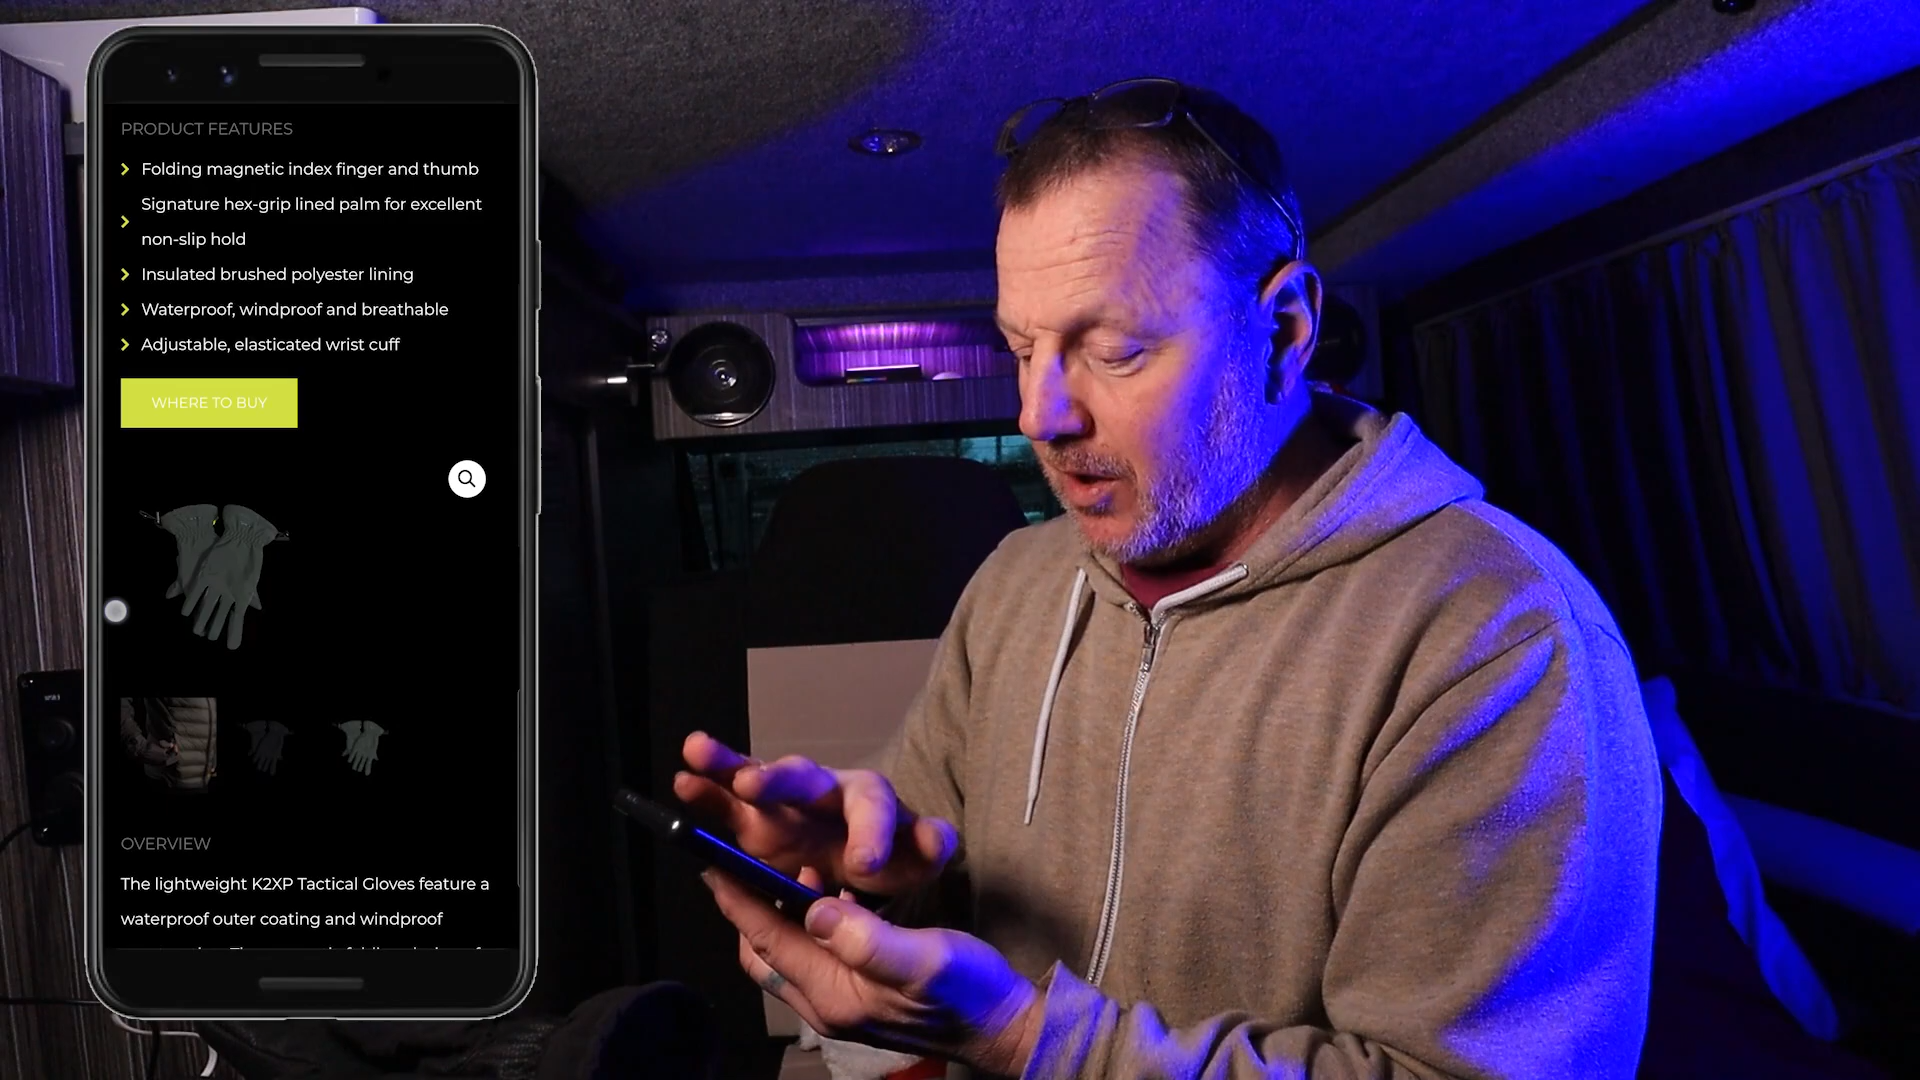 PRODUCT FEATURES
Folding magnetic index finger and thumb
Signature hex-grip lined palm for excellent
non-slip hold
Insulated brushed polyester lining
Waterproof, windproof and breathable
Adjustable, elasticated wrist cuff
WHERE TO BUY
OVERVIEW
The lightweight K2XP Tactical Gloves feature a
waterproof outer coating and windproof